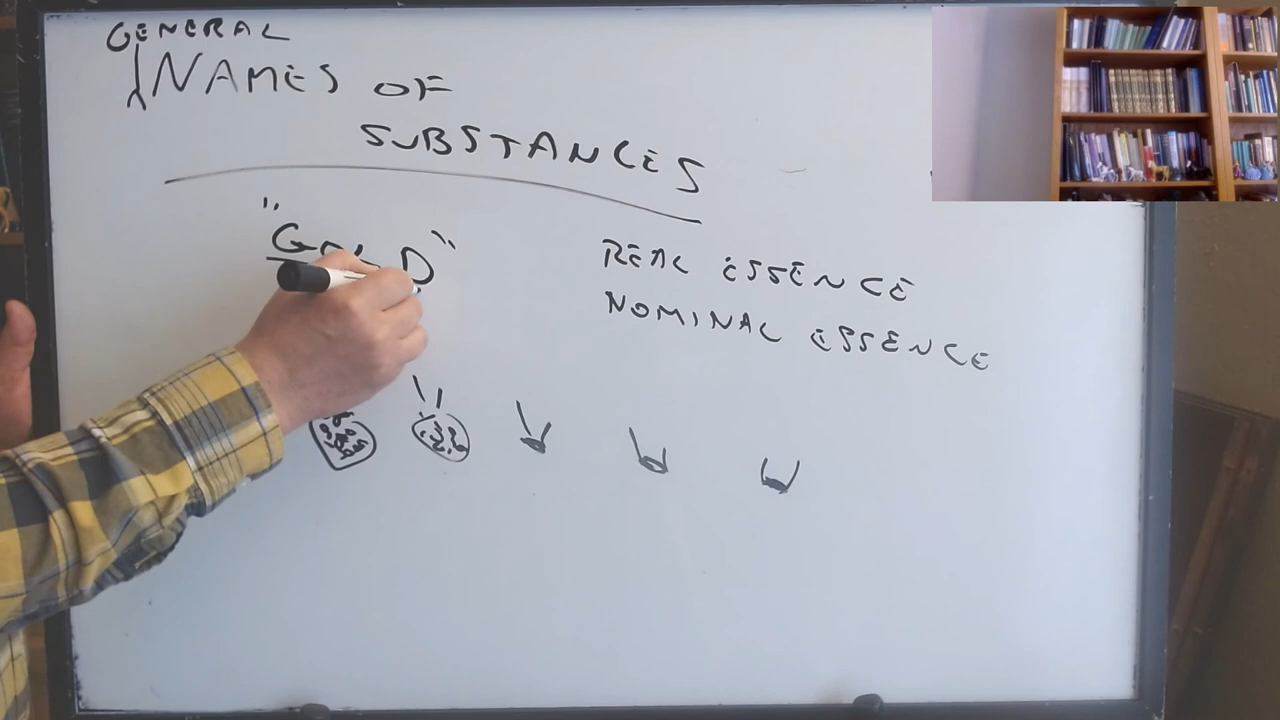 GENERAL
NAMES OF
SUBSTANCES
"GOLD"
REAL ESSENCE
NOMINAL ESSENCE